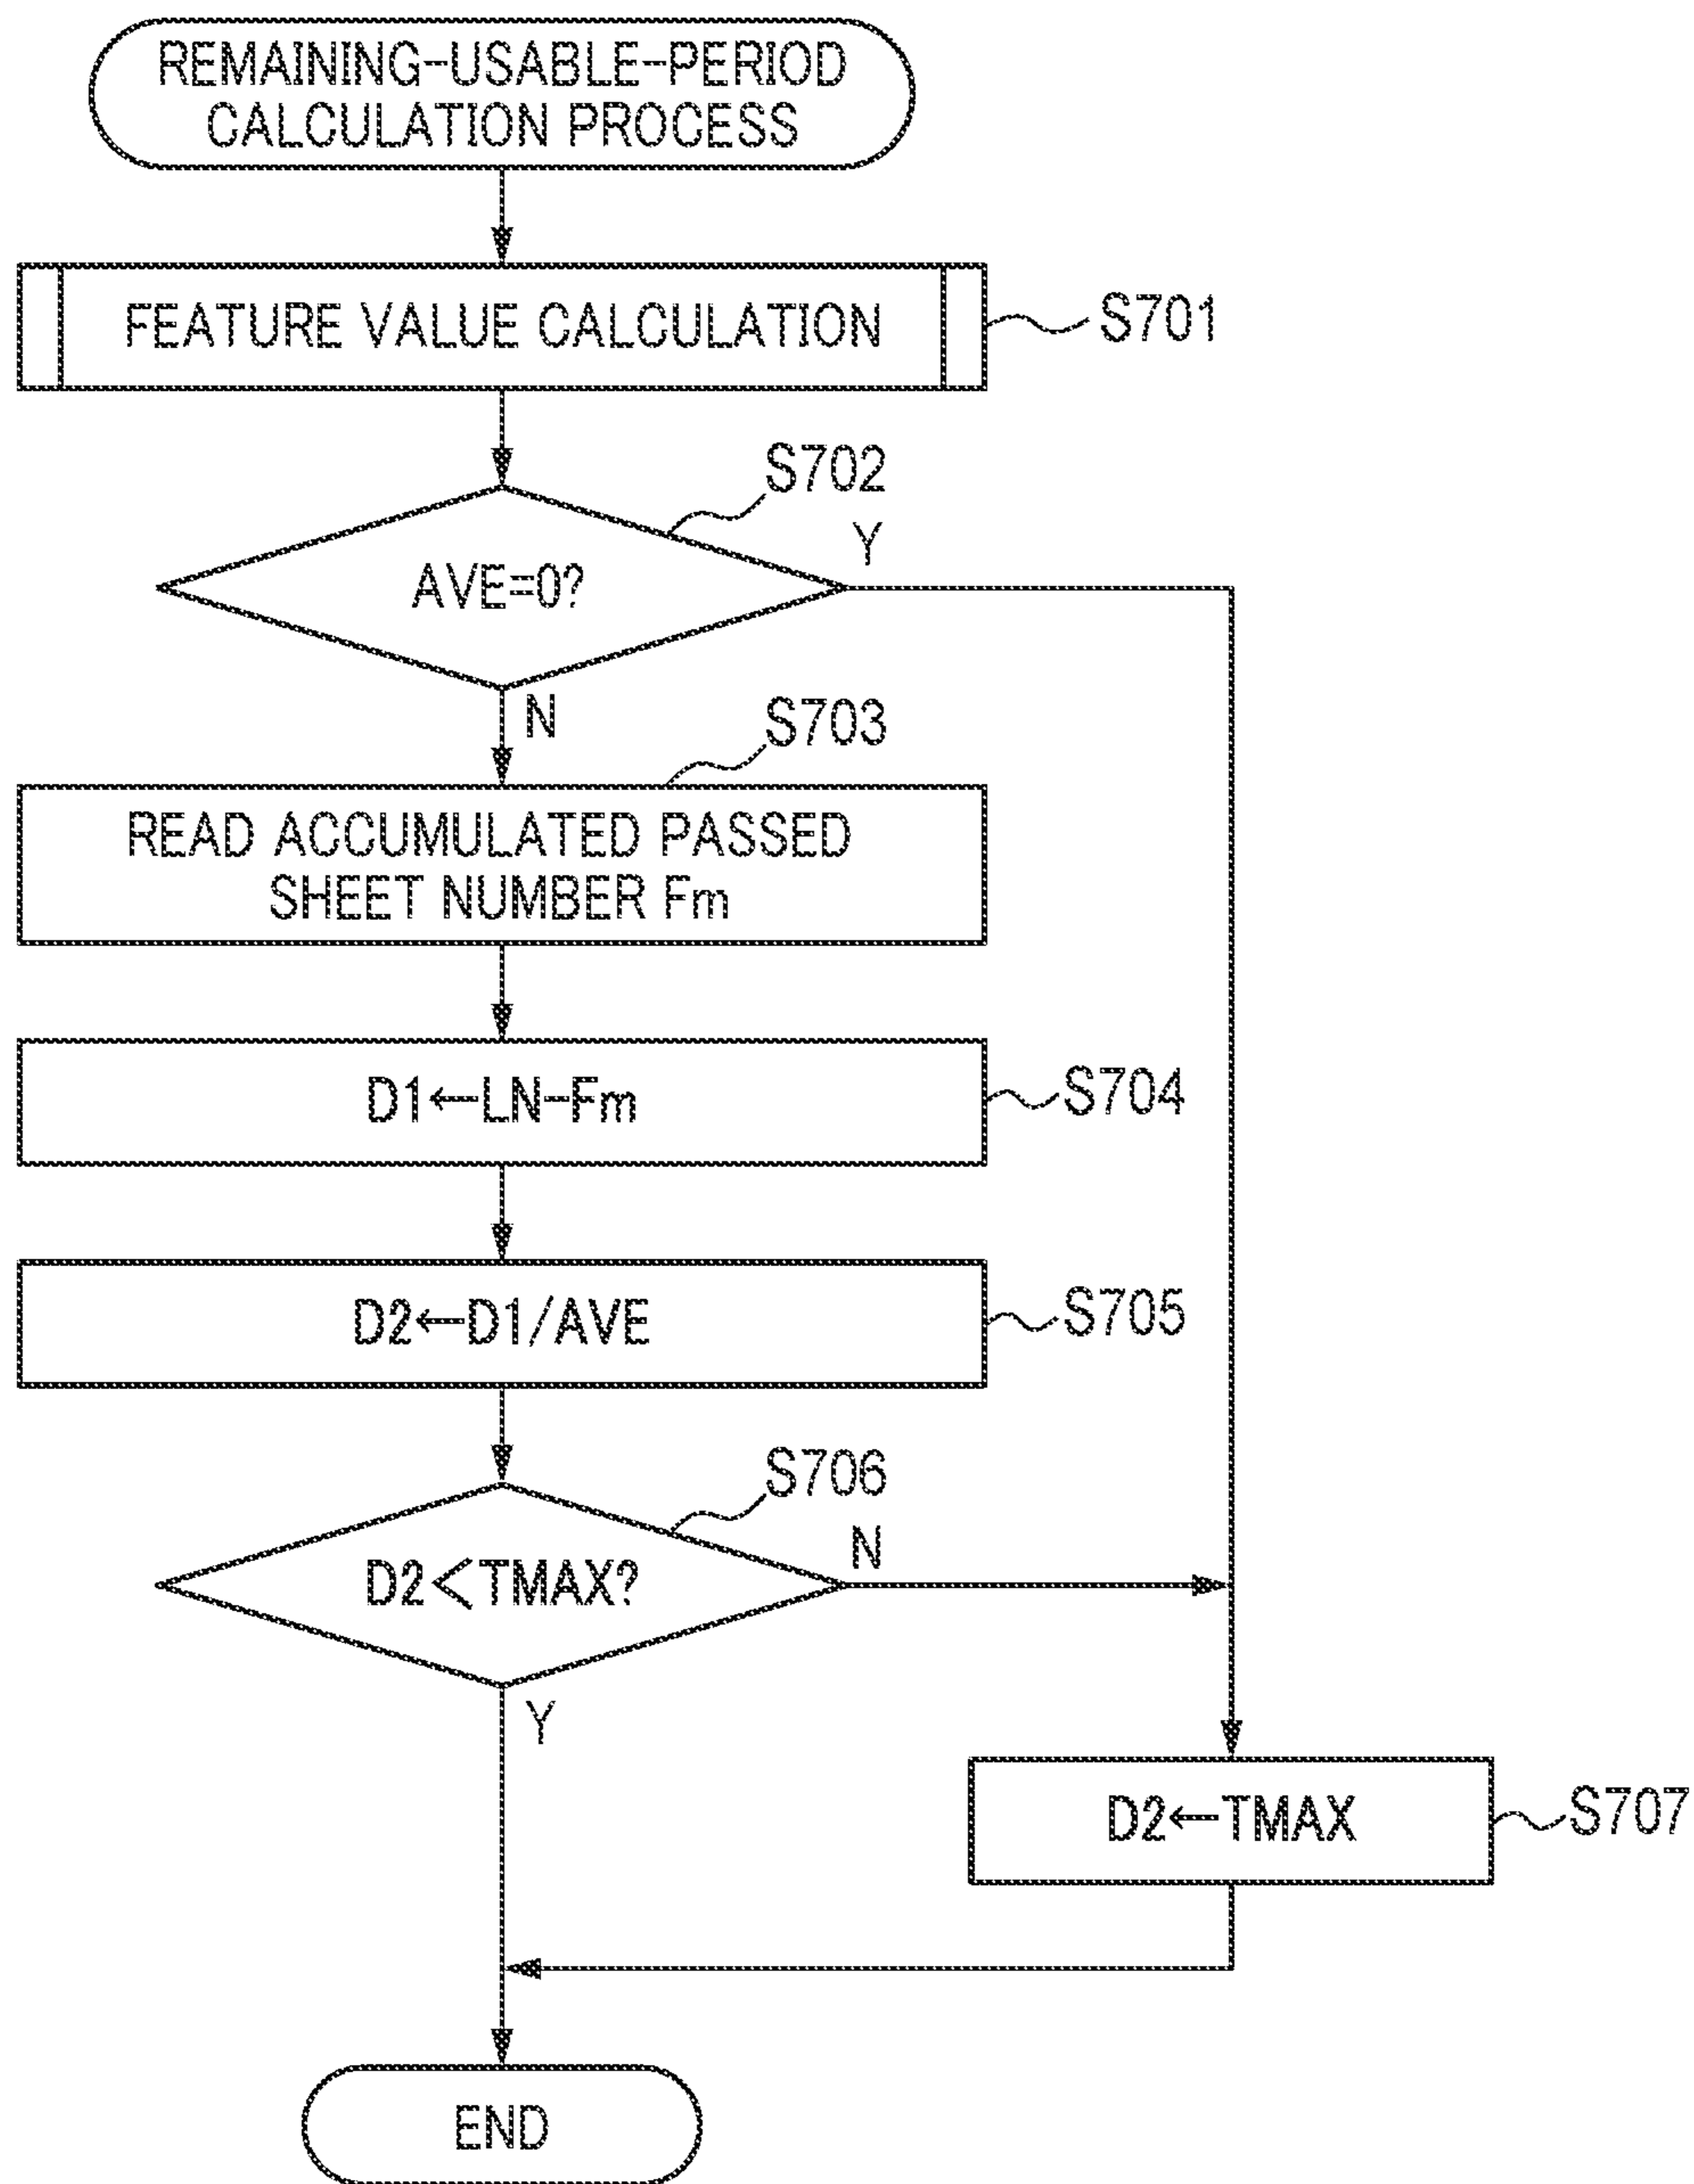 REMAINING-USABLE-PERIOD
CALCULATION PROCESS
FEATURE VALUE CALCULATION
S701
S702
AVE=0?
Y
N
S703
READ ACCUMULATED PASSED
SHEET NUMBER Fm
D1←LN-Fm
S704
D2←D1/AVE
S705
S706
D2<TMAX?
N
Y
D2←TMAX
S707
END